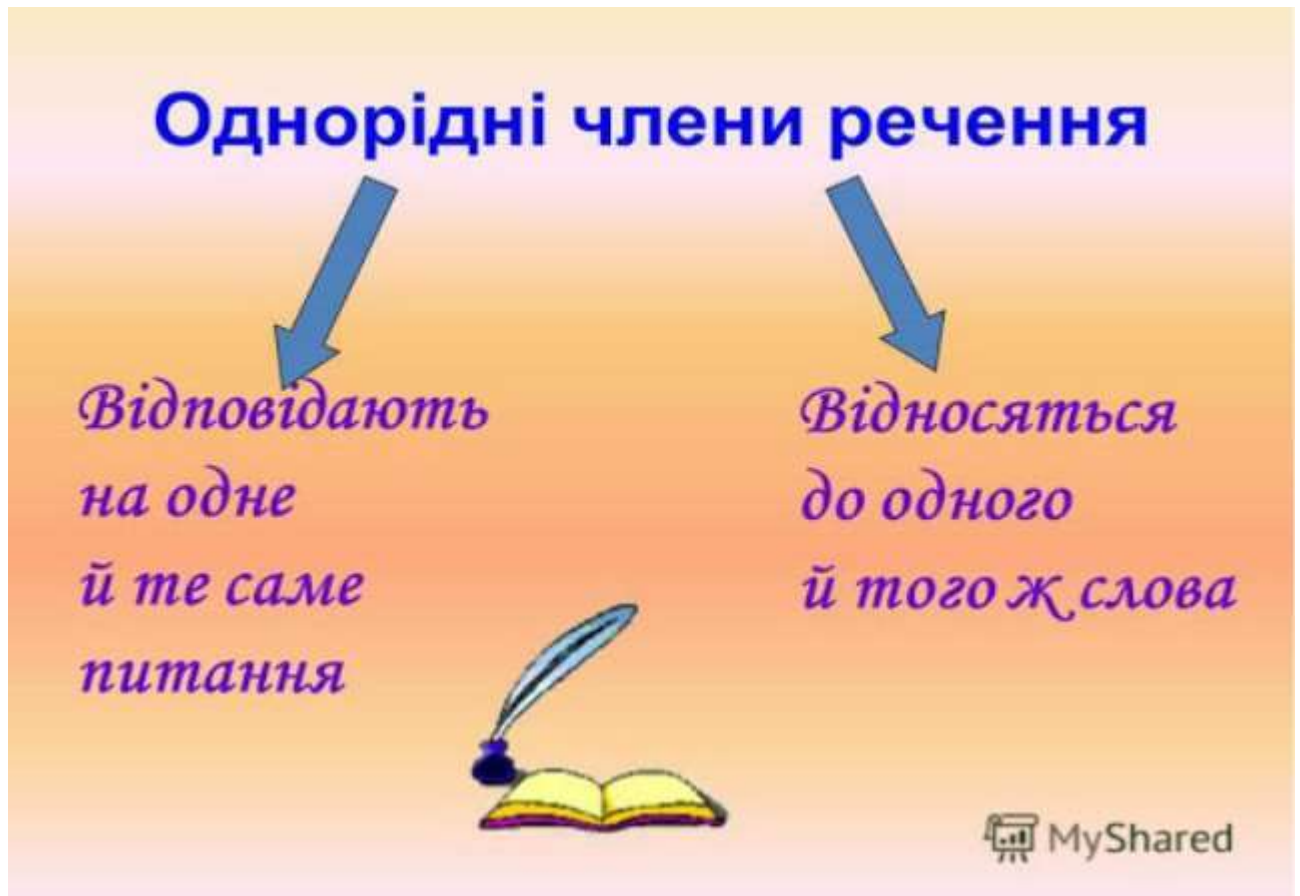 Однорідні члени речення
Відповідають
на одне
й те саме
питання
Відносяться
до одного
й того ж слова
MyShared